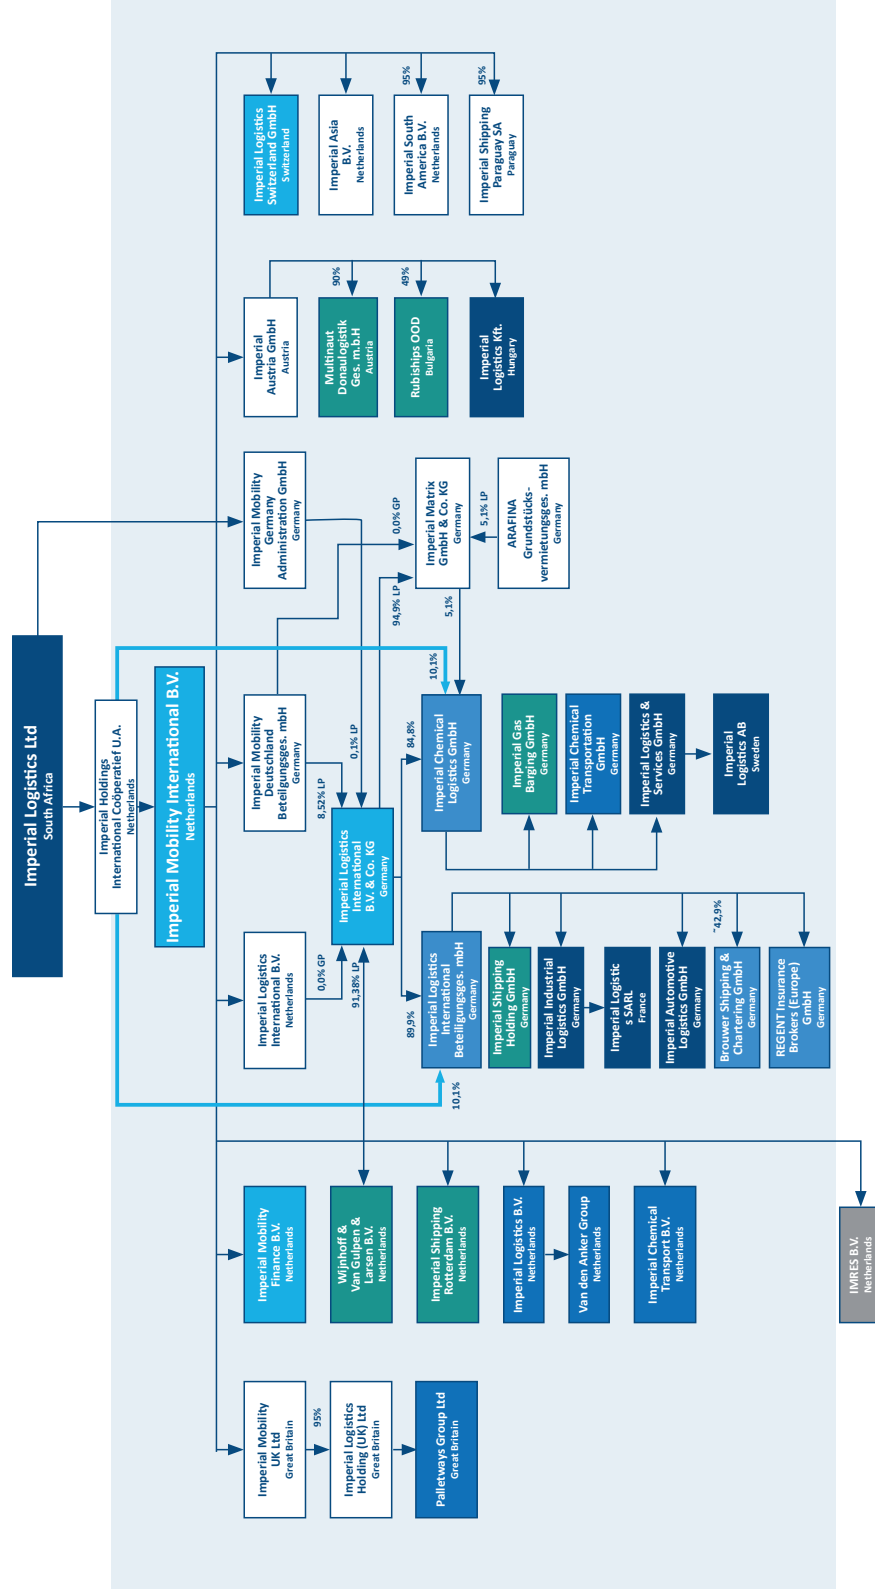 Imperial Logistics Ltd
South Africa
Imperial Holdings
International Coöperatief U.A.
Netherlands
Imperial Mobility International B.V.
Netherlands
Imperial Mobility
UK Ltd
Great Britain
95%
Imperial Logistics
Holding (UK) Ltd
Great Britain
Palletways Group Ltd
Great Britain
Imperial Mobility
Finance B.V.
Netherlands
Wijnhoff &
Van Gulpen &
Larsen B.V.
Netherlands
Imperial Shipping
Rotterdam B.V.
Netherlands
Imperial Logistics B.V.
Netherlands
Van den Anker Group
Netherlands
Imperial Chemical
Transport B.V.
Netherlands
IMRES B.V.
Netherlands
Imperial Logistics
International B.V.
Netherlands
0,0% GP
91,38% LP
Imperial Mobility
Deutschland
Beteiligungsges. mbH
Germany
8,52% LP
0,1% LP
Imperial Logistics
International
B.V. & Co. KG
Germany
89,9%
84,8%
10,1%
10,1%
Imperial Logistics
International
Beteiligungsges. mbH
Germany
Imperial Shipping
Holding GmbH
Germany
Imperial Industrial
Logistics GmbH
Germany
Imperial Logistic
s SARL
France
Imperial Automotive
Logistics GmbH
Germany
~42,9%
Brouwer Shipping &
Chartering GmbH
Germany
REGENT Insurance
Brokers (Europe)
GmbH
Germany
Imperial Chemical
Logistics GmbH
Germany
Imperial Gas
Barging GmbH
Germany
Imperial Chemical
Transportation
GmbH
Germany
Imperial Logistics &
Services GmbH
Germany
Imperial
Logistics AB
Sweden
Imperial Mobility
Germany
Administration GmbH
Germany
94,9% LP
0,0% GP
Imperial Matrix
GmbH & Co. KG
Germany
5,1%
5,1% LP
ARAFINA
Grundstücks-
vermietungsges. mbH
Germany
Imperial
Austria GmbH
Austria
90%
Multinaut
Donaulogistik
Ges. m.b.H
Austria
49%
Rubiships OOD
Bulgaria
Imperial
Logistics Kft.
Hungary
Imperial Logistics
Switzerland GmbH
Switzerland
Imperial Asia
B.V.
Netherlands
95%
Imperial South
America B.V.
Netherlands
95%
Imperial Shipping
Paraguay SA
Paraguay